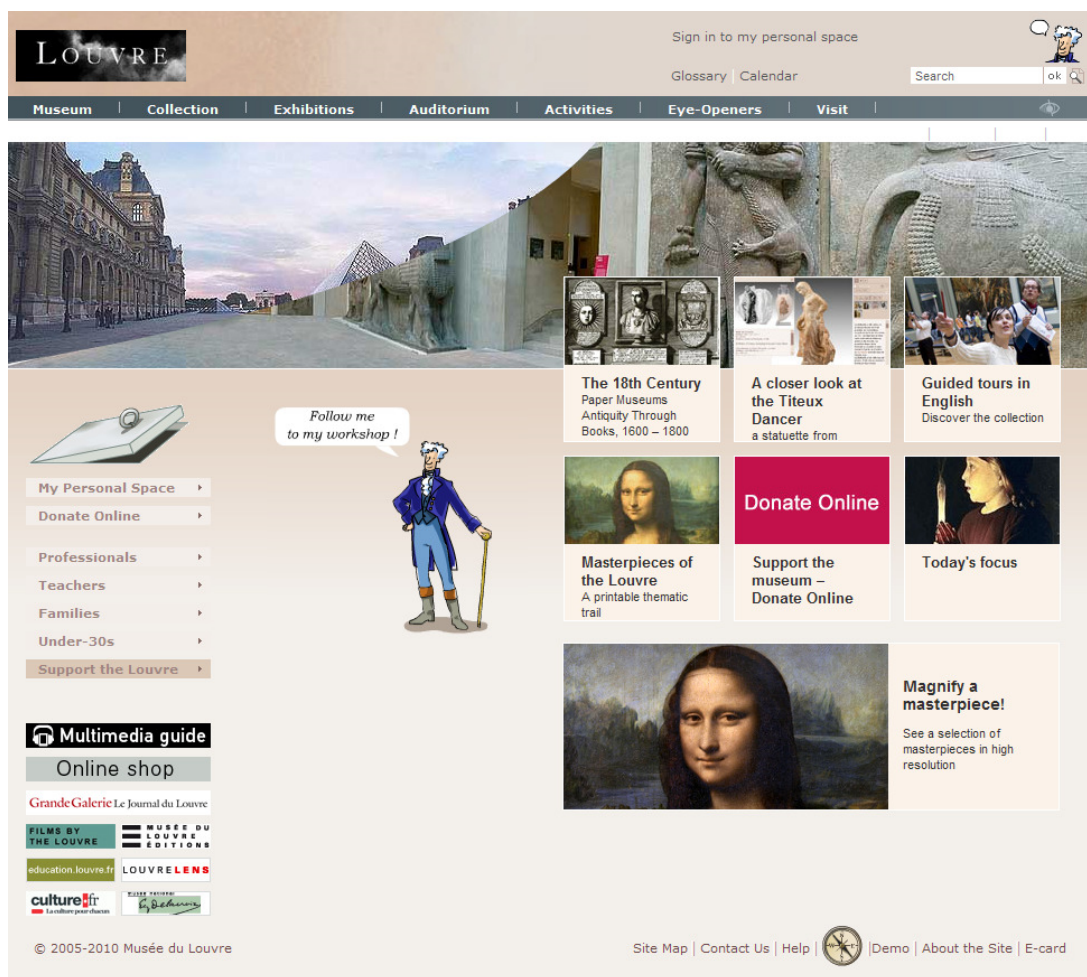 LOUVRE
Sign in to my personal space
Glossary | Calendar
Search
ok
Museum | Collection | Exhibitions | Auditorium | Activities | Eye-Openers | Visit |
The 18th Century
Paper Museums
Antiquity Through
Books, 1600 – 1800
A closer look at
the Titeux
Dancer
a statuette from
Guided tours in
English
Discover the collection
Follow me
to my workshop !
My Personal Space
Donate Online
Professionals
Teachers
Families
Under-30s
Support the Louvre
Masterpieces of
the Louvre
A printable thematic
trail
Donate Online
Support the
museum –
Donate Online
Today's focus
Magnify a
masterpiece!
See a selection of
masterpieces in high
resolution
Multimedia guide
Online shop
GrandeGalerie Le Journal du Louvre
FILMS BY
THE LOUVRE
MUSÉE DU
LOUVRE
ÉDITIONS
education.louvre.fr
LOUVRELENS
culture.fr
La culture pour chacun
© 2005-2010 Musée du Louvre
Site Map | Contact Us | Help | | Demo | About the Site | E-card